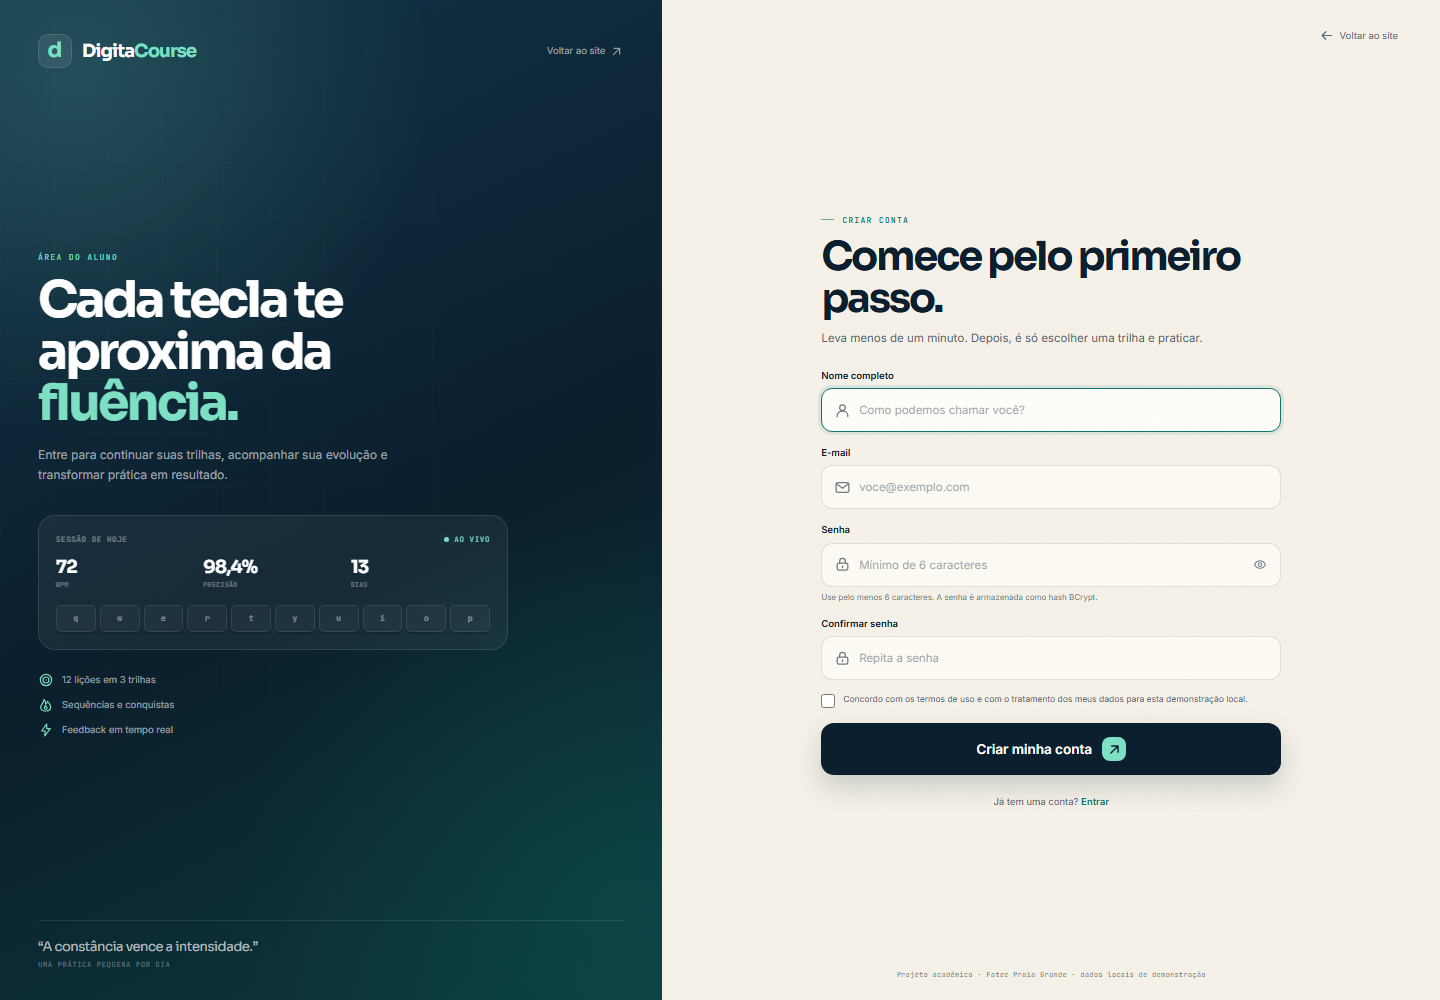 d DigitaCourse
Voltar ao site
ÁREA DO ALUNO
Cada tecla te
aproxima da
fluência.
Entre para continuar suas trilhas, acompanhar sua evolução e
transformar prática em resultado.
SESSÃO DE HOJE
AO VIVO
72
98,4%
13
WPM
PRECISÃO
DIAS
q w e r t y u i o p
12 lições em 3 trilhas
Sequências e conquistas
Feedback em tempo real
“A constância vence a intensidade.”
UMA PRÁTICA PEQUENA POR DIA
Voltar ao site
CRIAR CONTA
Comece pelo primeiro
passo.
Leva menos de um minuto. Depois, é só escolher uma trilha e praticar.
Nome completo
Como podemos chamar você?
E-mail
voce@exemplo.com
Senha
Mínimo de 6 caracteres
Use pelo menos 6 caracteres. A senha é armazenada como hash BCrypt.
Confirmar senha
Repita a senha
Concordo com os termos de uso e com o tratamento dos meus dados para esta demonstração local.
Criar minha conta
Já tem uma conta? Entrar
Projeto acadêmico · Fatec Praia Grande · dados locais de demonstração